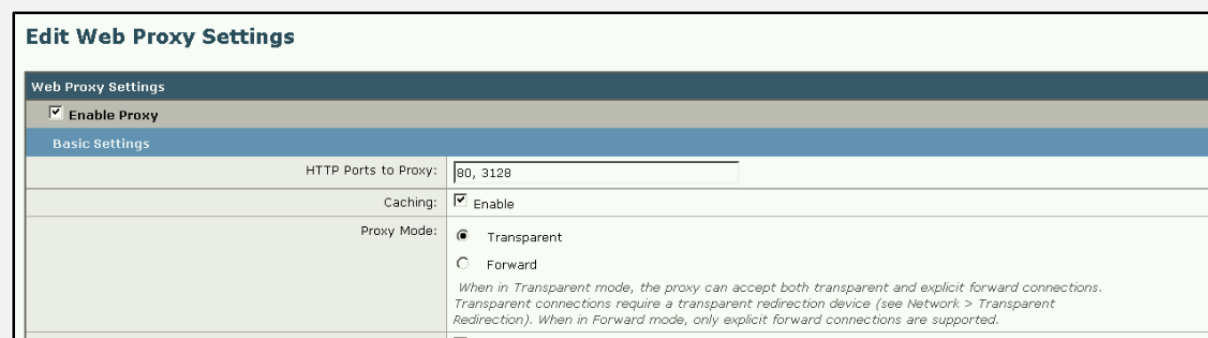 Edit Web Proxy Settings
Web Proxy Settings
Enable Proxy
Basic Settings
HTTP Ports to Proxy: 80, 3128
Caching: Enable
Proxy Mode: Transparent
Forward
When in Transparent mode, the proxy can accept both transparent and explicit forward connections.
Transparent connections require a transparent redirection device (see Network > Transparent
Redirection). When in Forward mode, only explicit forward connections are supported.